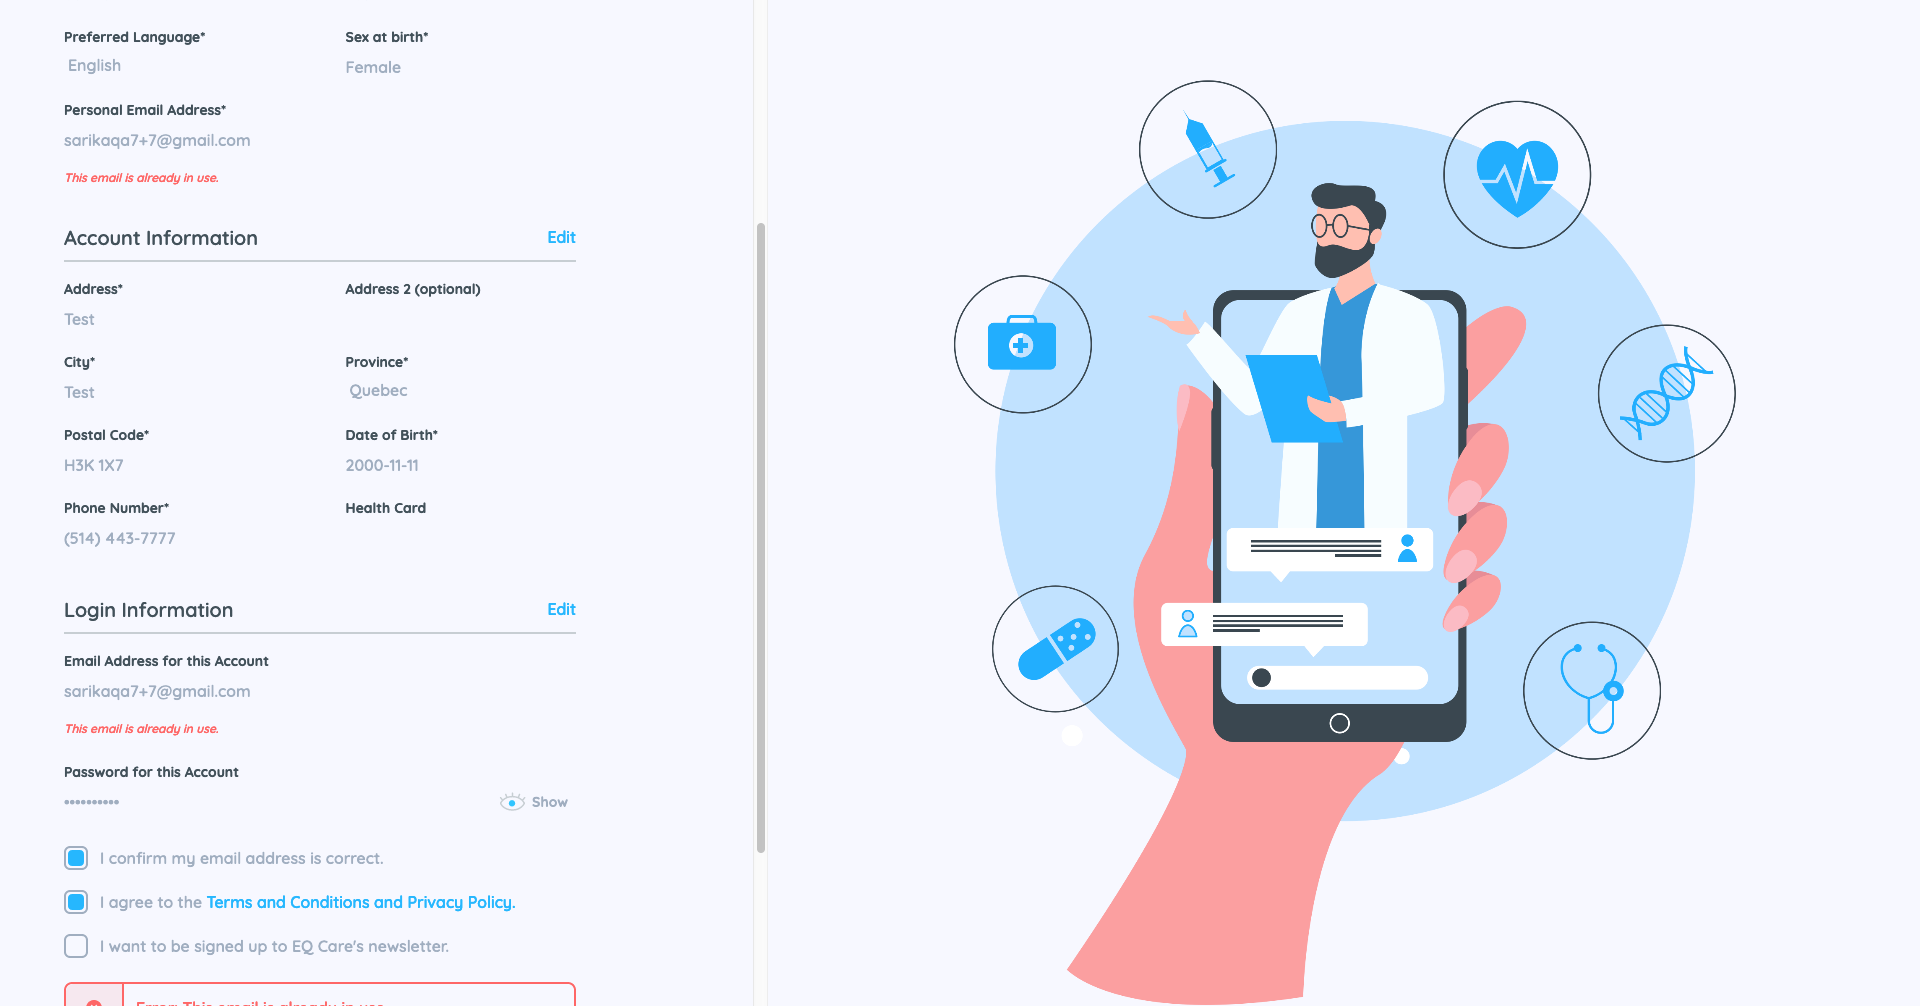 Preferred Language*
Sex at birth*
English
Female
Personal Email Address*
sarikaqa7+7@gmail.com
This email is already in use.
Account Information
Edit
Address*
Address 2 (optional)
Test
City*
Province*
Test
Quebec
Postal Code*
Date of Birth*
H3K 1X7
2000-11-11
Phone Number*
Health Card
(514) 443-7777
Login Information
Edit
Email Address for this Account
sarikaqa7+7@gmail.com
This email is already in use.
Password for this Account
••••••••••
Show
I confirm my email address is correct.
I agree to the Terms and Conditions and Privacy Policy.
I want to be signed up to EQ Care's newsletter.
Error: This email is already in use.